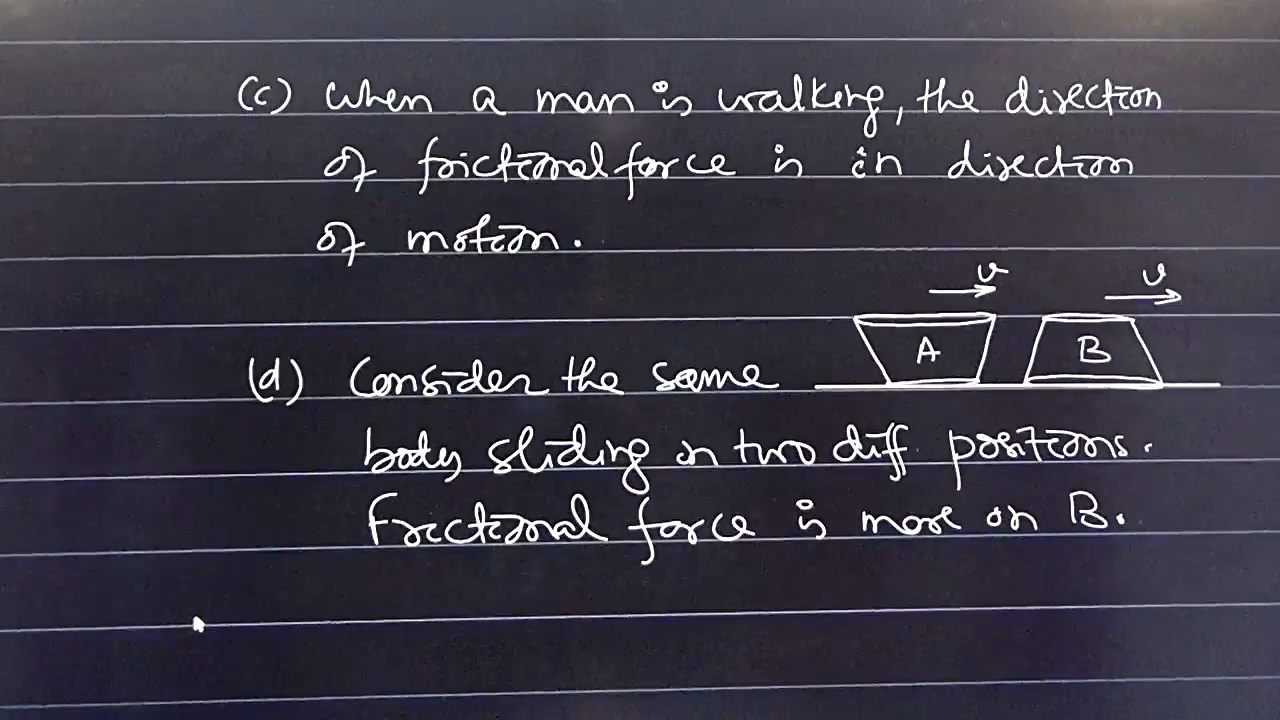 (c) When a man is walking, the direction
of frictional force is in direction
of motion.
v v
A B
(d) Consider the same
body sliding in two diff. positions.
Frictional force is more on B.